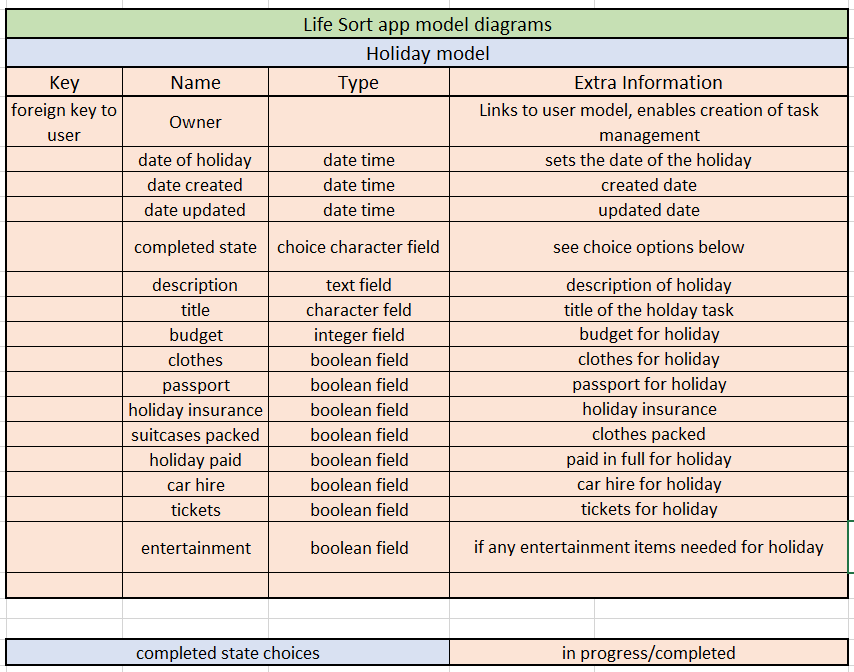 Life Sort app model diagrams
Holiday model
Key Name Type Extra Information
foreign key to user Owner Links to user model, enables creation of task management
date of holiday date time sets the date of the holiday
date created date time created date
date updated date time updated date
completed state choice character field see choice options below
description text field description of holiday
title character feld title of the holday task
budget integer field budget for holiday
clothes boolean field clothes for holiday
passport boolean field passport for holiday
holiday insurance boolean field holiday insurance
suitcases packed boolean field clothes packed
holiday paid boolean field paid in full for holiday
car hire boolean field car hire for holiday
tickets boolean field tickets for holiday
entertainment boolean field if any entertainment items needed for holiday
completed state choices in progress/completed